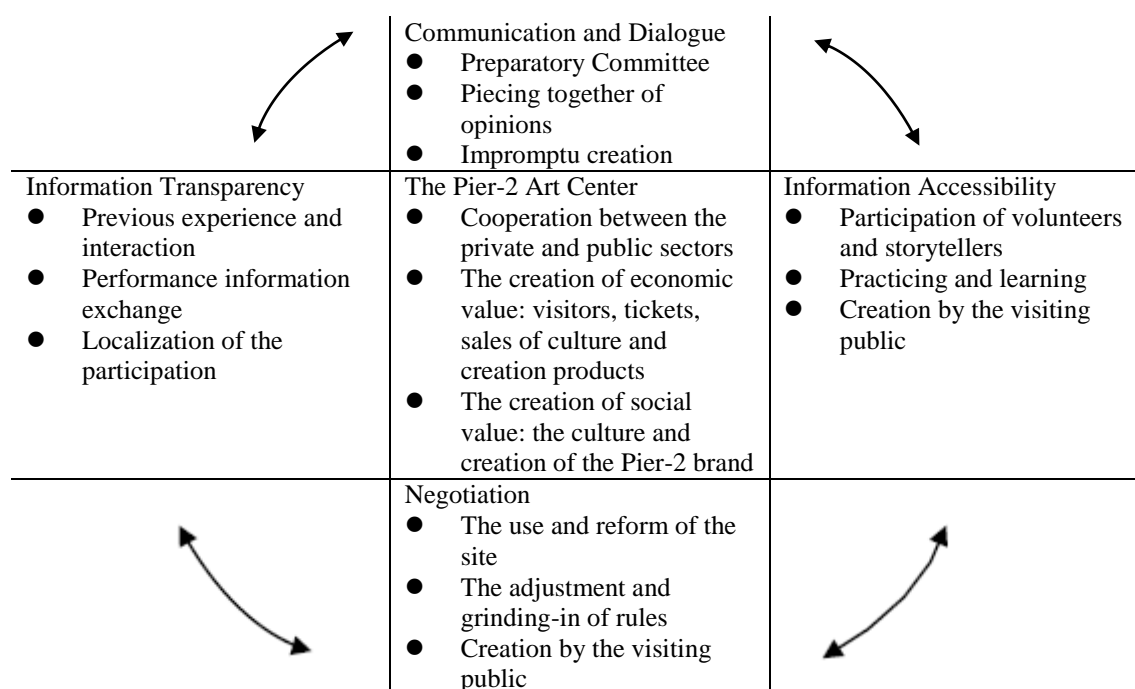 Communication and Dialogue
● Preparatory Committee
● Piecing together of
opinions
● Impromptu creation
Information Transparency
● Previous experience and
interaction
● Performance information
exchange
● Localization of the
participation
The Pier-2 Art Center
● Cooperation between the
private and public sectors
● The creation of economic
value: visitors, tickets,
sales of culture and
creation products
● The creation of social
value: the culture and
creation of the Pier-2 brand
Information Accessibility
● Participation of volunteers
and storytellers
● Practicing and learning
● Creation by the visiting
public
Negotiation
● The use and reform of the
site
● The adjustment and
grinding-in of rules
● Creation by the visiting
public